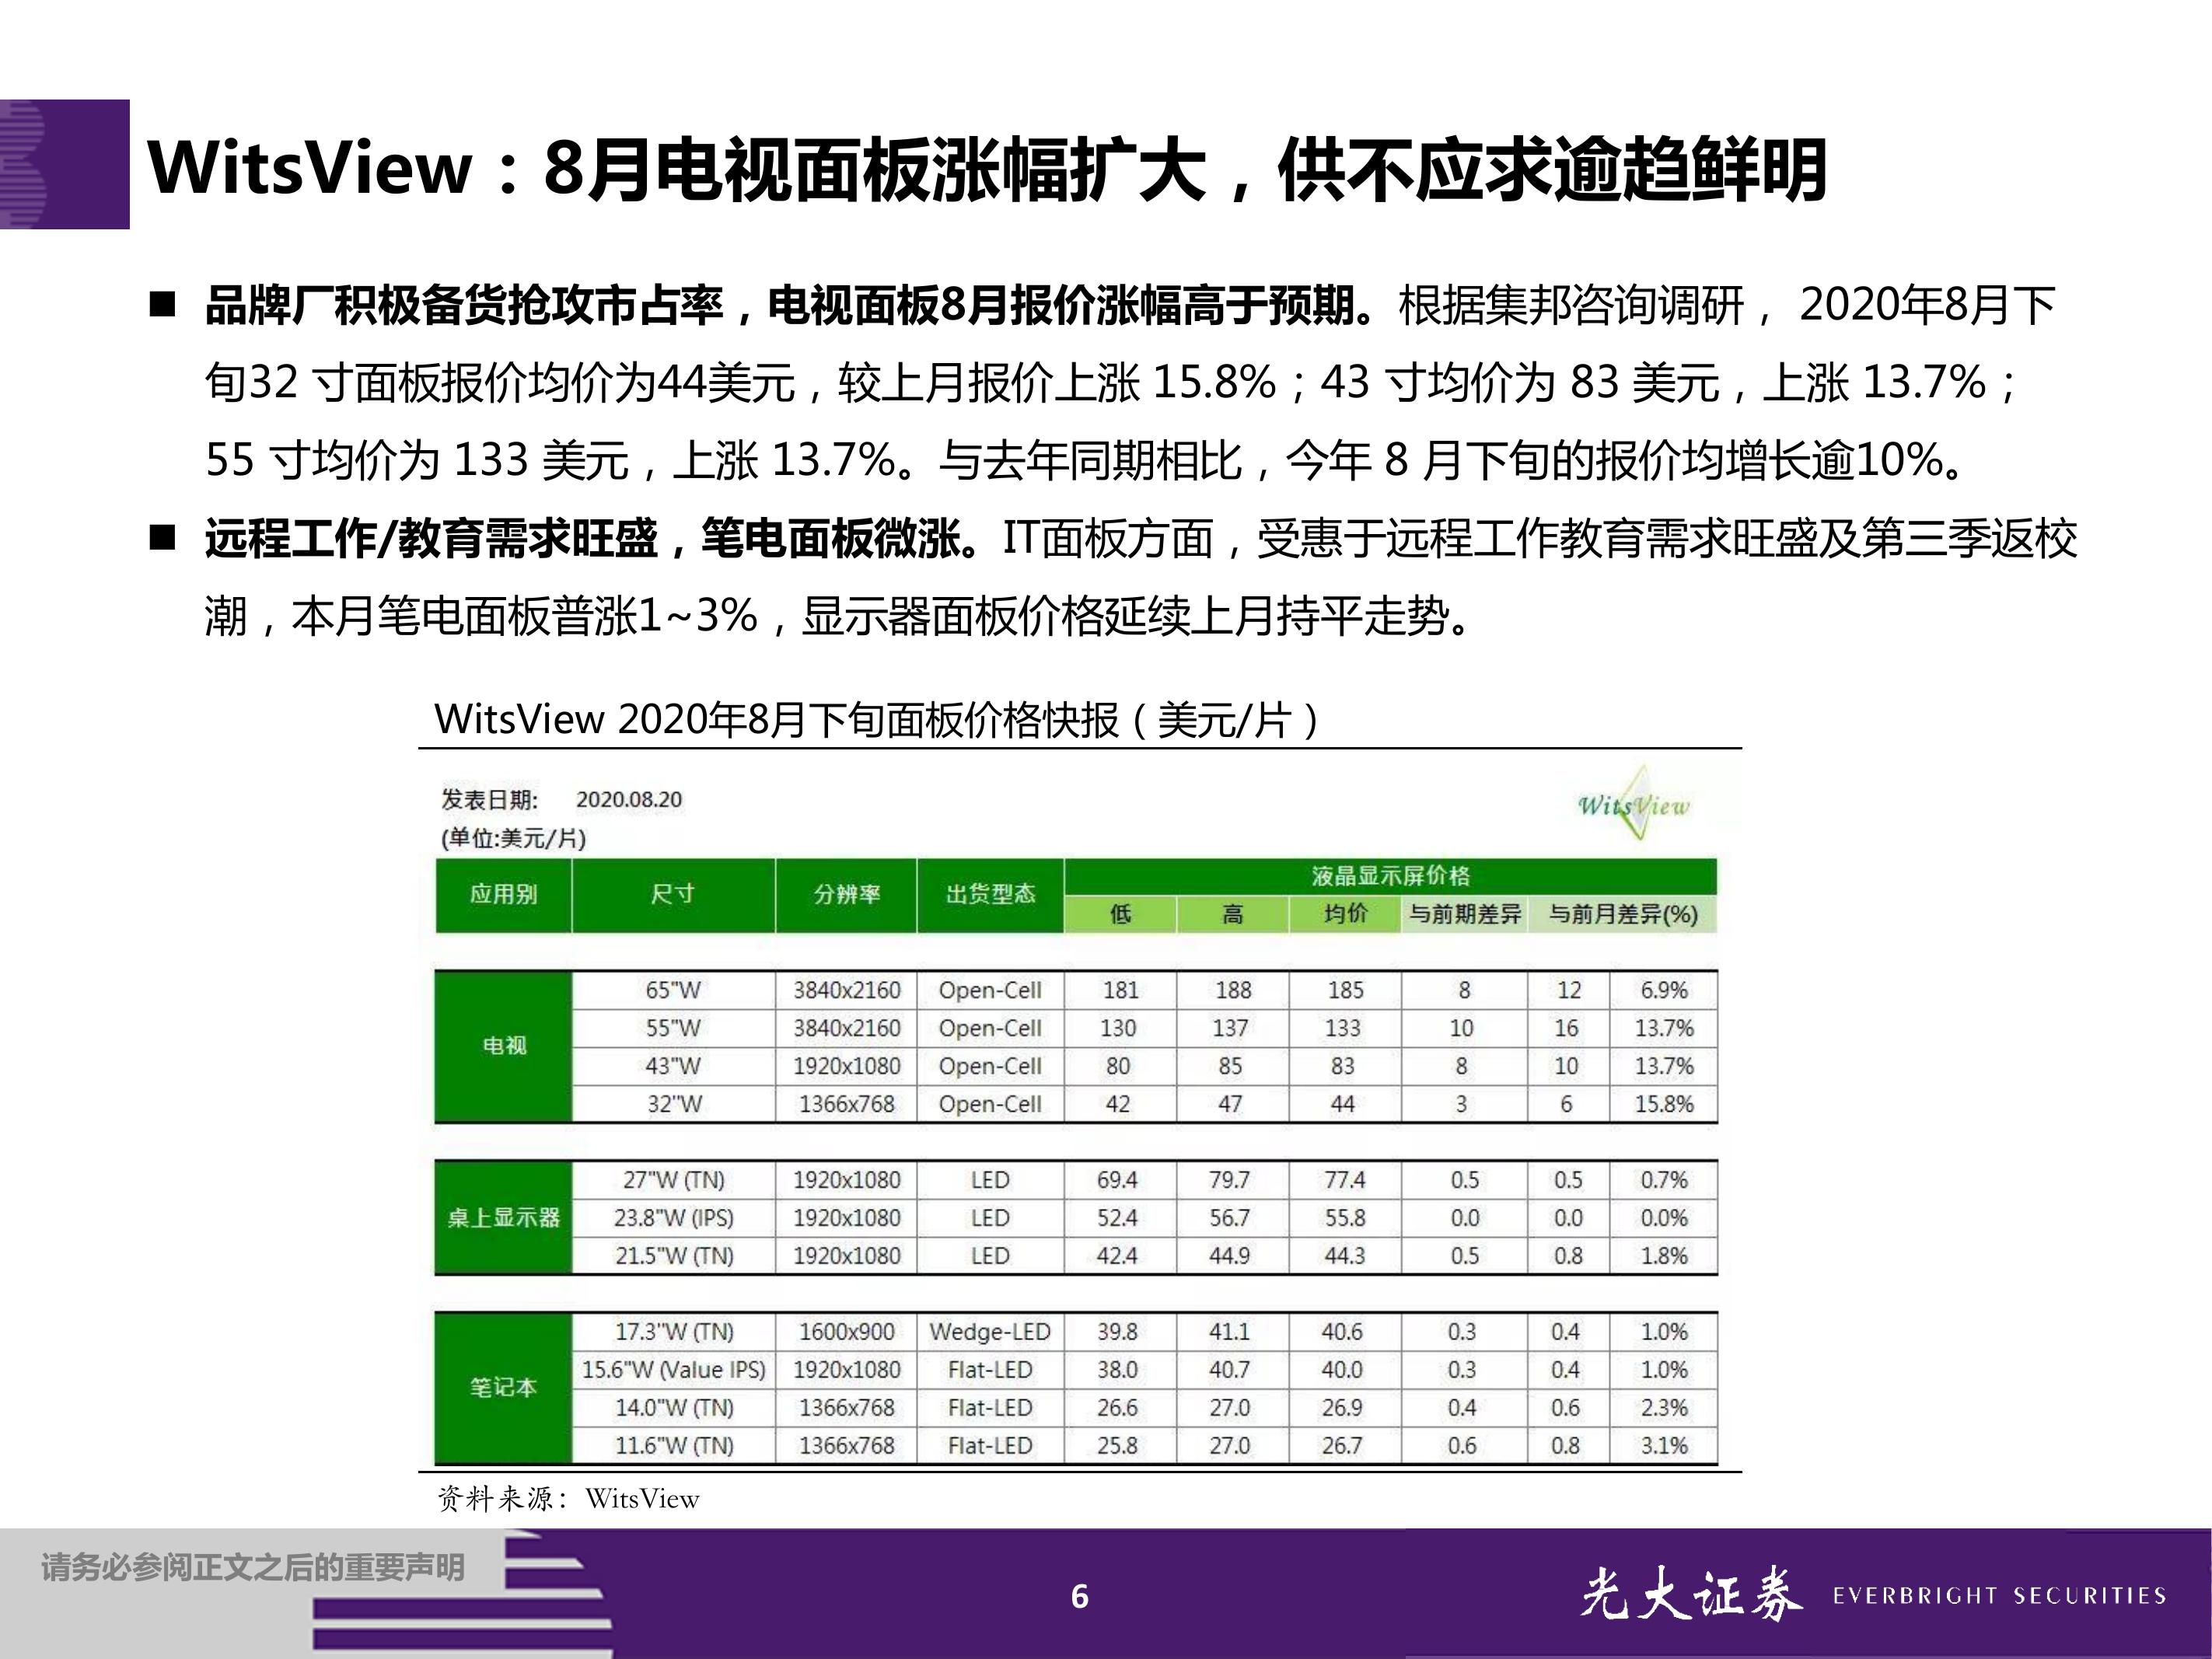 WitsView：8月电视面板涨幅扩大，供不应求逾趋鲜明
■ 品牌厂积极备货抢攻市占率，电视面板8月报价涨幅高于预期。根据集邦咨询调研， 2020年8月下
旬32 寸面板报价均价为44美元，较上月报价上涨 15.8%；43 寸均价为 83 美元，上涨 13.7%；
55 寸均价为 133 美元，上涨 13.7%。与去年同期相比，今年 8 月下旬的报价均增长逾10%。
■ 远程工作/教育需求旺盛，笔电面板微涨。IT面板方面，受惠于远程工作教育需求旺盛及第三季返校
潮，本月笔电面板普涨1~3%，显示器面板价格延续上月持平走势。
WitsView 2020年8月下旬面板价格快报（美元/片）
发表日期: 2020.08.20
WitsView
(单位:美元/片)
应用别 尺寸 分辨率 出货型态 液晶显示屏价格
低 高 均价 与前期差异 与前月差异(%)
电视
65"W 3840x2160 Open-Cell 181 188 185 8 12 6.9%
55"W 3840x2160 Open-Cell 130 137 133 10 16 13.7%
43"W 1920x1080 Open-Cell 80 85 83 8 10 13.7%
32"W 1366x768 Open-Cell 42 47 44 3 6 15.8%
桌上显示器
27"W (TN) 1920x1080 LED 69.4 79.7 77.4 0.5 0.5 0.7%
23.8"W (IPS) 1920x1080 LED 52.4 56.7 55.8 0.0 0.0 0.0%
21.5"W (TN) 1920x1080 LED 42.4 44.9 44.3 0.5 0.8 1.8%
笔记本
17.3"W (TN) 1600x900 Wedge-LED 39.8 41.1 40.6 0.3 0.4 1.0%
15.6"W (Value IPS) 1920x1080 Flat-LED 38.0 40.7 40.0 0.3 0.4 1.0%
14.0"W (TN) 1366x768 Flat-LED 26.6 27.0 26.9 0.4 0.6 2.3%
11.6"W (TN) 1366x768 Flat-LED 25.8 27.0 26.7 0.6 0.8 3.1%
资料来源：WitsView
请务必参阅正文之后的重要声明
6
光大证券 EVERBRIGHT SECURITIES